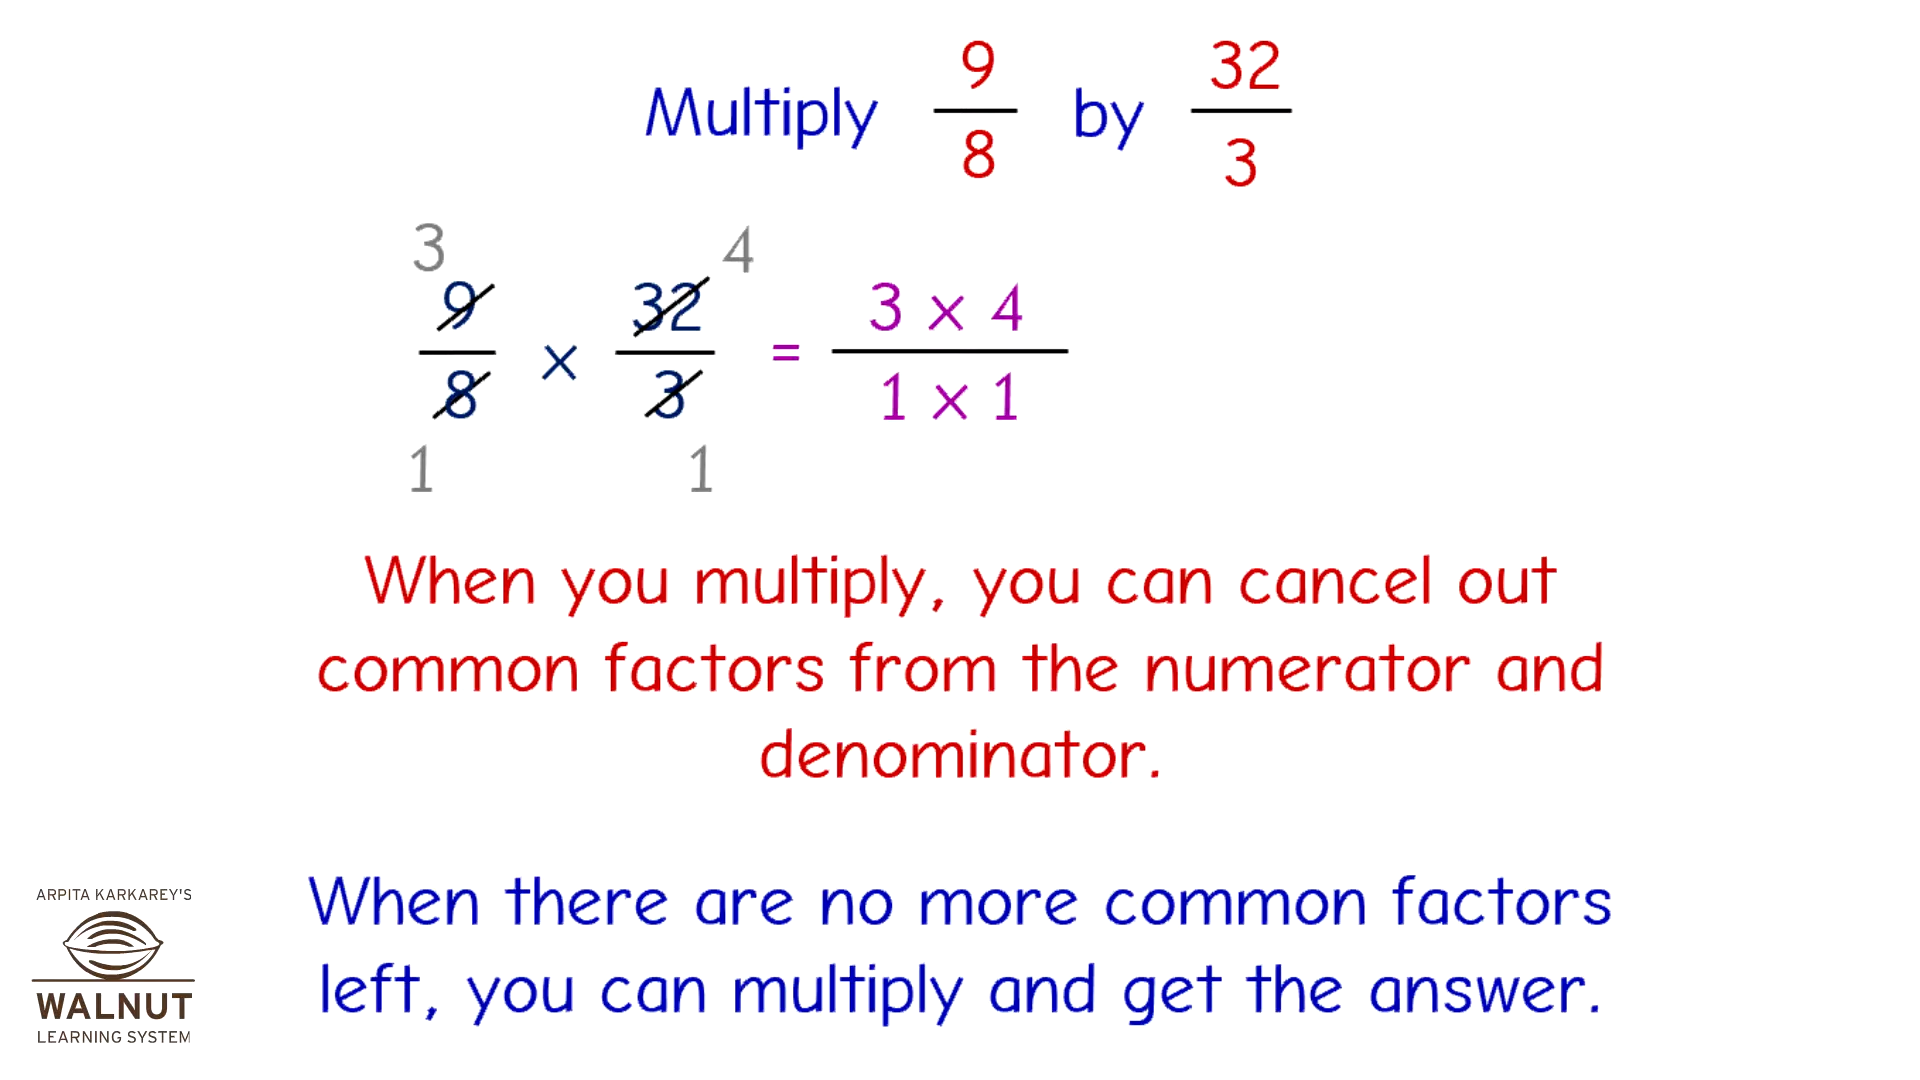 Multiply 9/8 by 32/3
3 4
9/8 × 32/3 = 3 × 4 / 1 × 1
1 1
When you multiply, you can cancel out
common factors from the numerator and
denominator.
When there are no more common factors
left, you can multiply and get the answer.
ARPITA KARKAREY'S
WALNUT
LEARNING SYSTEM